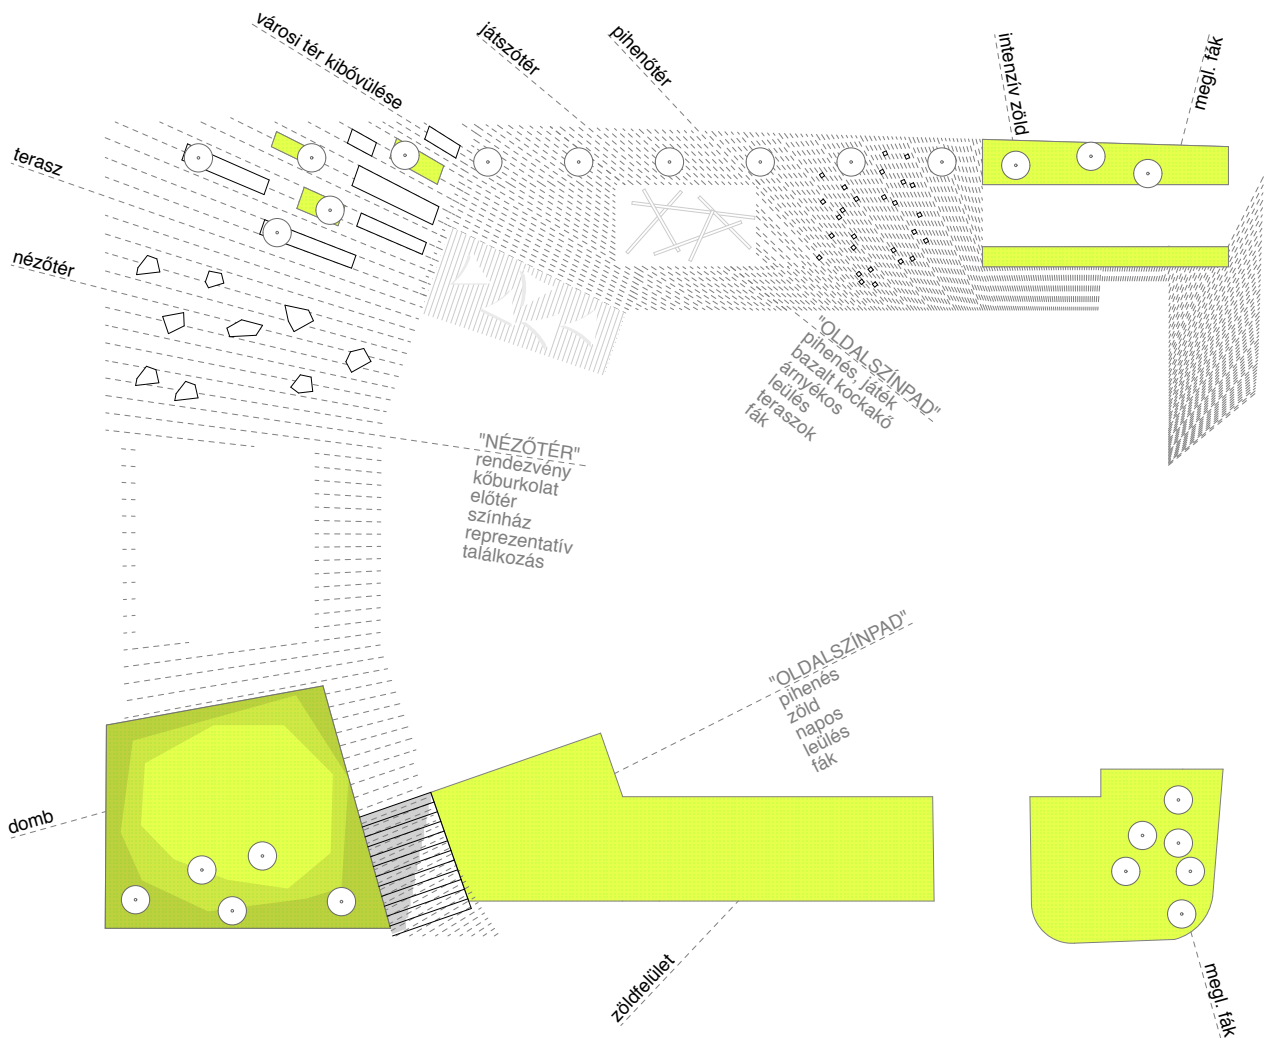 városi tér kibővülése
játszótér
pihenőtér
intenzív zöld
megl. fák
terasz
nézőtér
"OLDALSZÍNPAD"
pihenés, játék
bazalt kockakő
árnyékos
leülés
teraszok
fák
"NÉZŐTÉR"
rendezvény
kőburkolat
előtér
színház
reprezentatív
találkozás
"OLDALSZÍNPAD"
pihenés
zöld
napos
leülés
fák
domb
zöldfelület
megl. fák